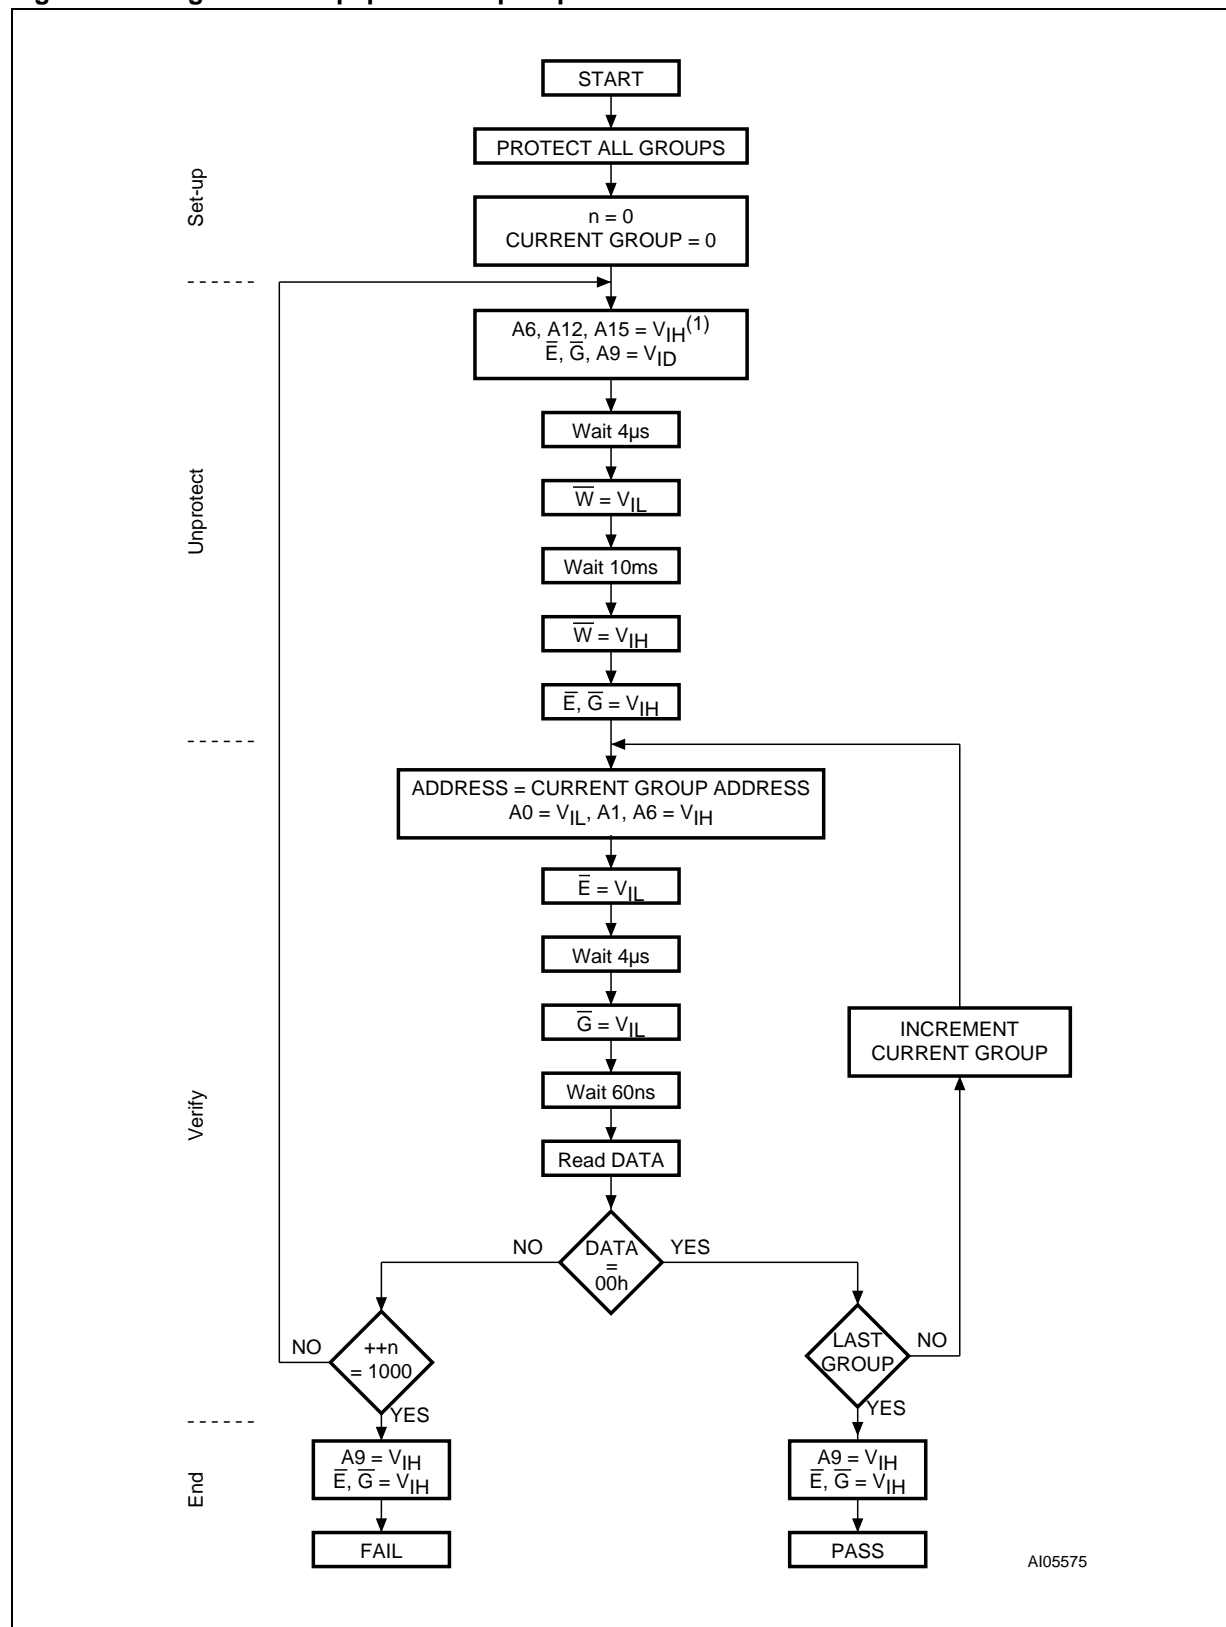 START
PROTECT ALL GROUPS
n = 0
CURRENT GROUP = 0
Set-up
A6, A12, A15 = VIH(1)
E̅, G̅, A9 = VID
Wait 4µs
W̅ = VIL
Unprotect
Wait 10ms
W̅ = VIH
E̅, G̅ = VIH
ADDRESS = CURRENT GROUP ADDRESS
A0 = VIL, A1, A6 = VIH
E̅ = VIL
Wait 4µs
G̅ = VIL
INCREMENT
CURRENT GROUP
Wait 60ns
Verify
Read DATA
DATA
=
00h
NO
YES
++n
= 1000
NO
YES
LAST
GROUP
NO
YES
End
A9 = VIH
E̅, G̅ = VIH
A9 = VIH
E̅, G̅ = VIH
FAIL
PASS
AI05575